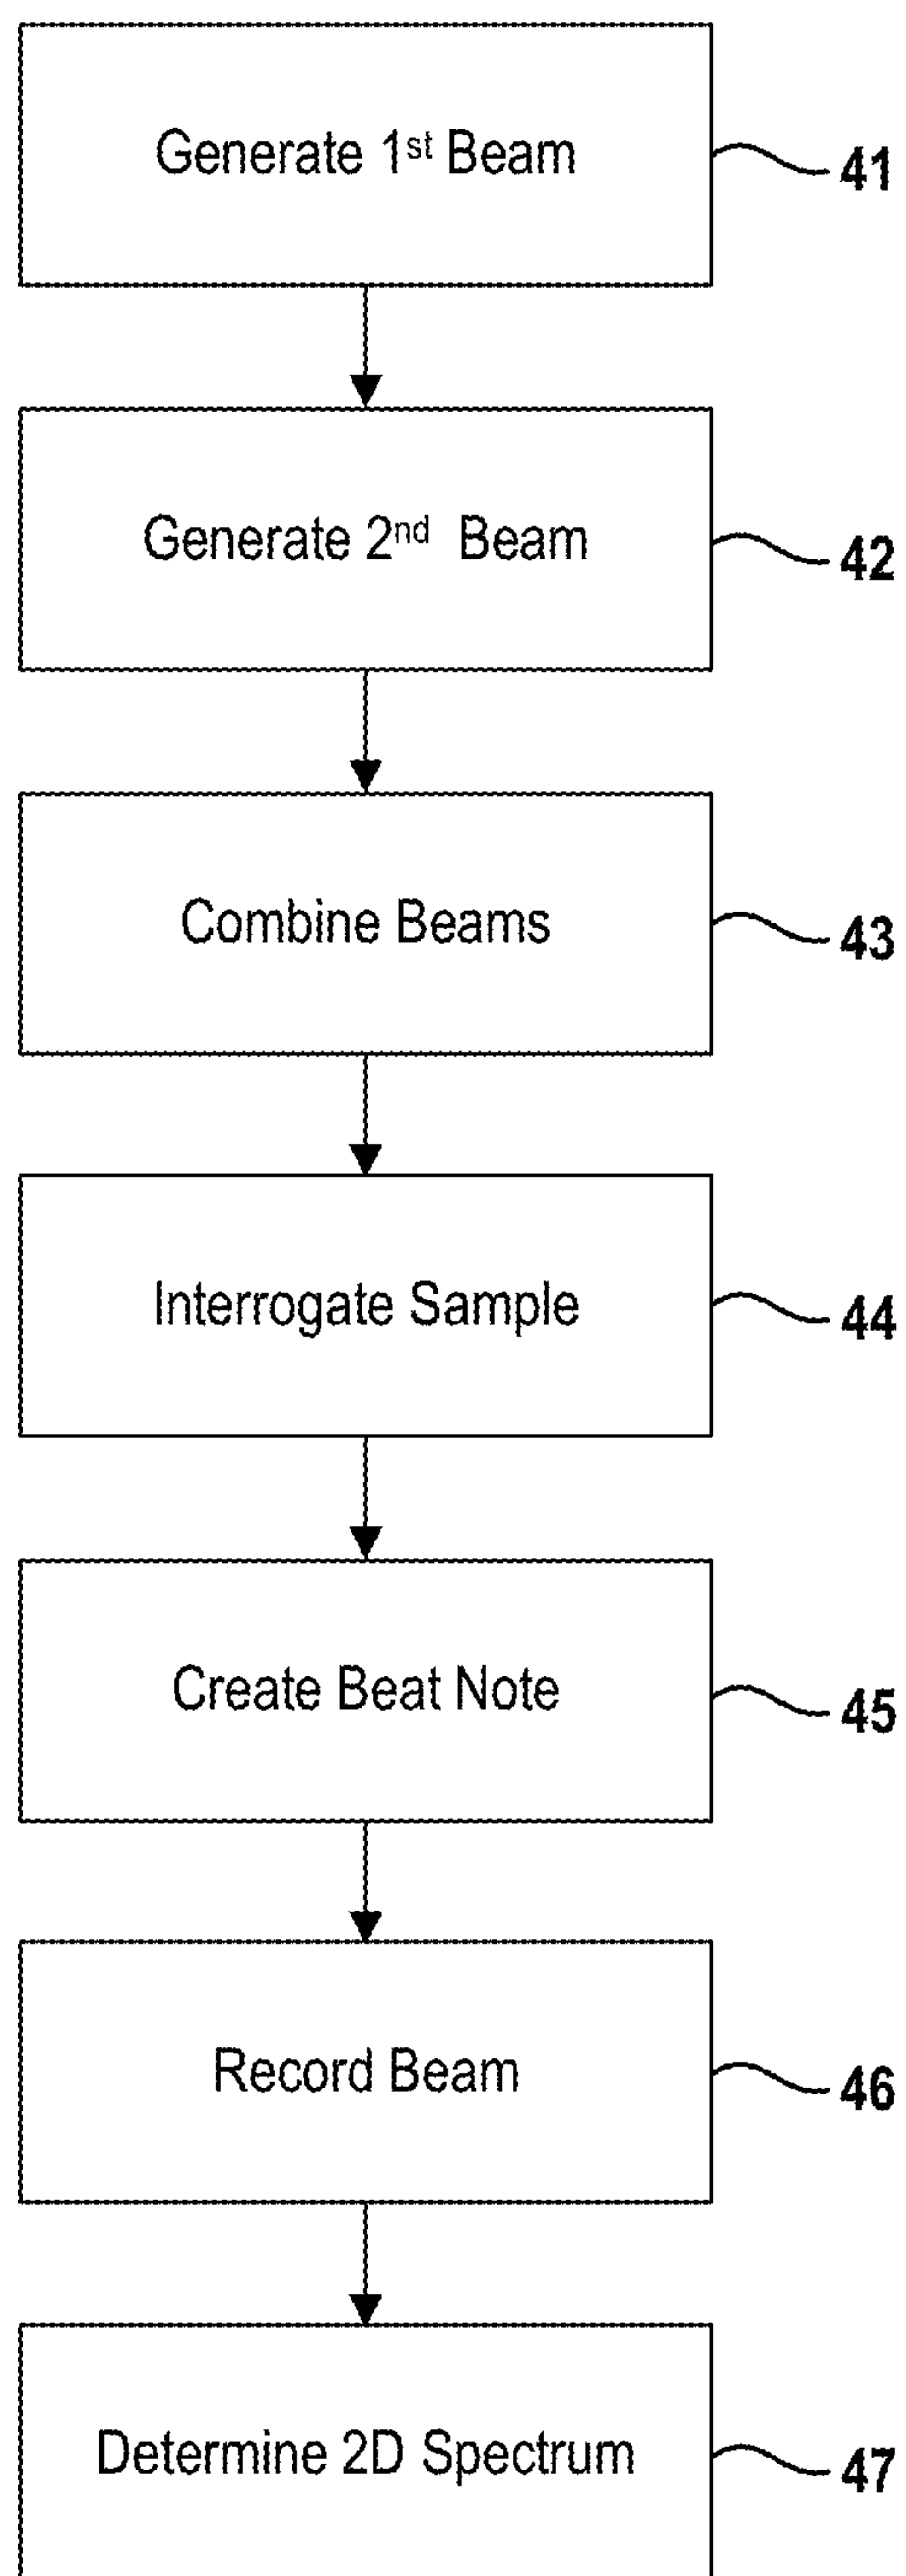 Generate 1st Beam
41
Generate 2nd Beam
42
Combine Beams
43
Interrogate Sample
44
Create Beat Note
45
Record Beam
46
Determine 2D Spectrum
47